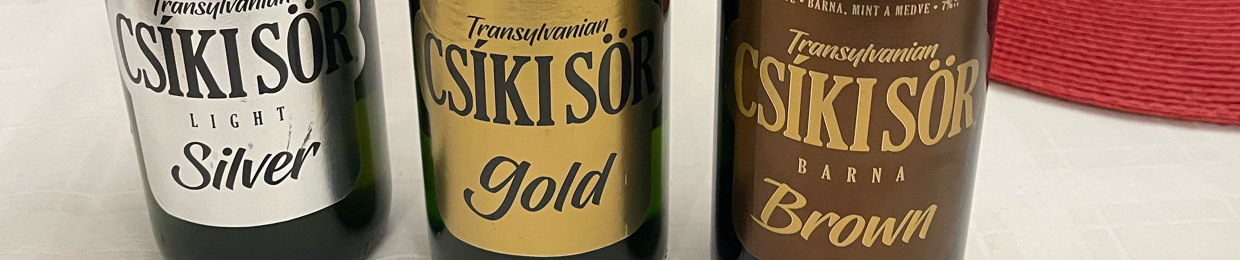 Transylvanian
CSÍKI SÖR
LIGHT
Silver
Transylvanian
CSÍKI SÖR
gold
• BARNA, MINT A MEDVE • 7%
Transylvanian
CSÍKI SÖR
BARNA
Brown